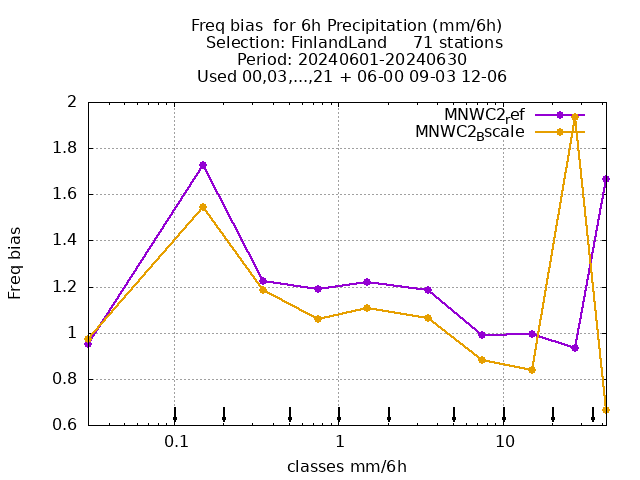 Freq bias  for 6h Precipitation (mm/6h)
Selection: FinlandLand     71 stations
Period: 20240601-20240630
Used 00,03,...,21 + 06-00 09-03 12-06
MNWC2ref
MNWC2Bscale
2
1.8
1.6
1.4
1.2
1
0.8
0.6
Freq bias
0.1 1 10
classes mm/6h